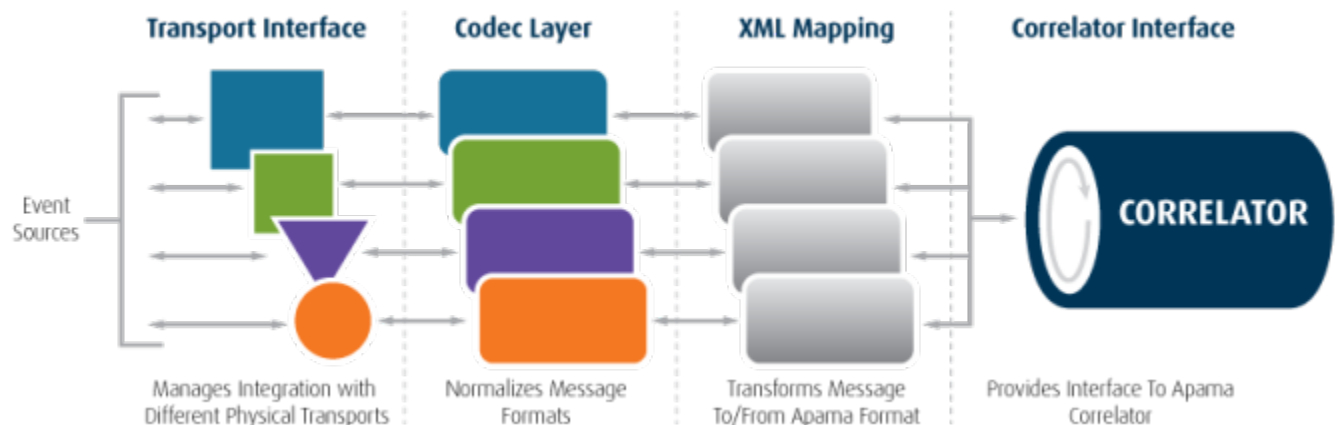 Transport Interface
Codec Layer
XML Mapping
Correlator Interface
Event
Sources
CORRELATOR
Manages Integration with
Different Physical Transports
Normalizes Message
Formats
Transforms Message
To/From Apama Format
Provides Interface To Apama
Correlator